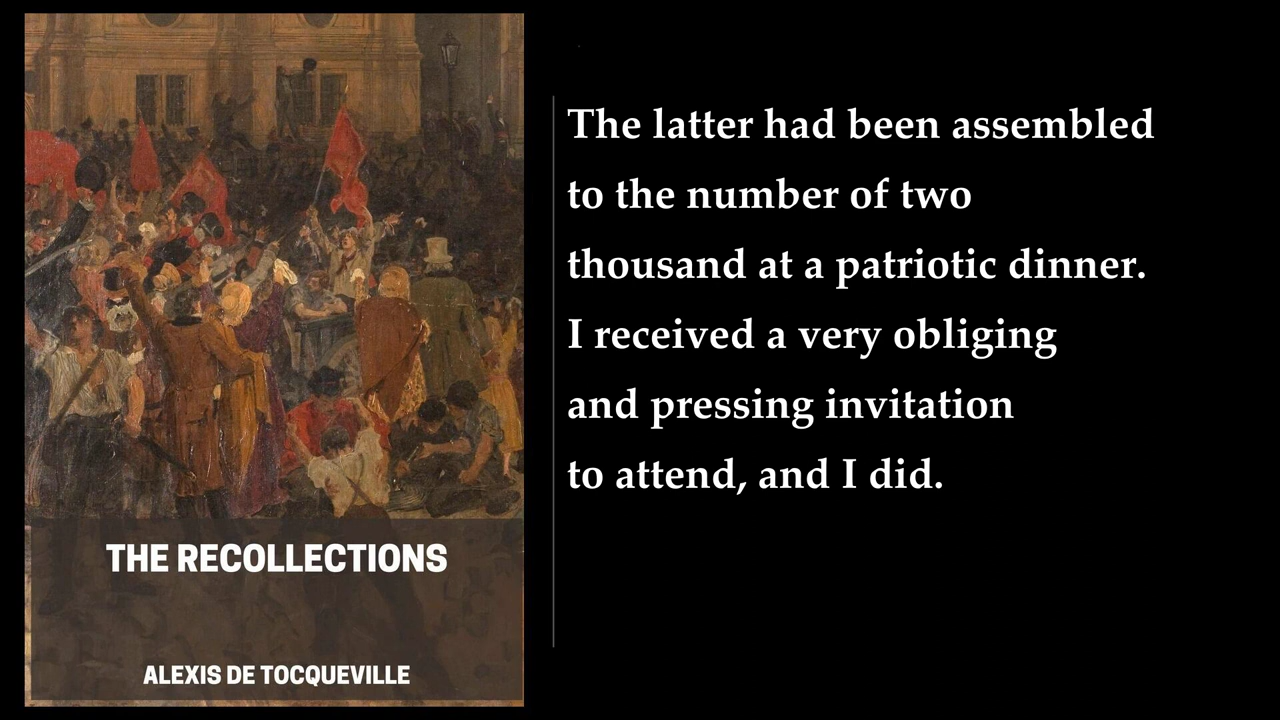 The latter had been assembled
to the number of two
thousand at a patriotic dinner.
I received a very obliging
and pressing invitation
to attend, and I did.
THE RECOLLECTIONS
ALEXIS DE TOCQUEVILLE